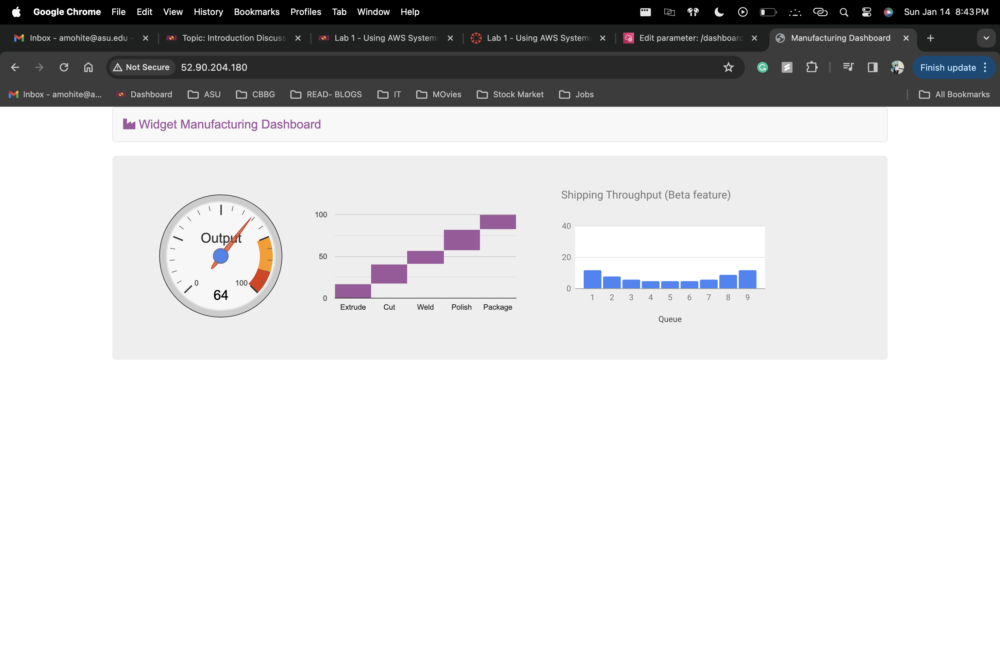 Google Chrome File Edit View History Bookmarks Profiles Tab Window Help Sun Jan 14 8:43 PM
Inbox - amohite@asu.edu - Topic: Introduction Discuss Lab 1 - Using AWS Systems Lab 1 - Using AWS Systems Edit parameter: /dashboard Manufacturing Dashboard
Not Secure 52.90.204.180 Finish update
Inbox - amohite@a... Dashboard ASU CBBG READ- BLOGS IT MOvies Stock Market Jobs All Bookmarks
Widget Manufacturing Dashboard
Output
0 100
64
100
50
0
Extrude Cut Weld Polish Package
Shipping Throughput (Beta feature)
40
20
0
1 2 3 4 5 6 7 8 9
Queue